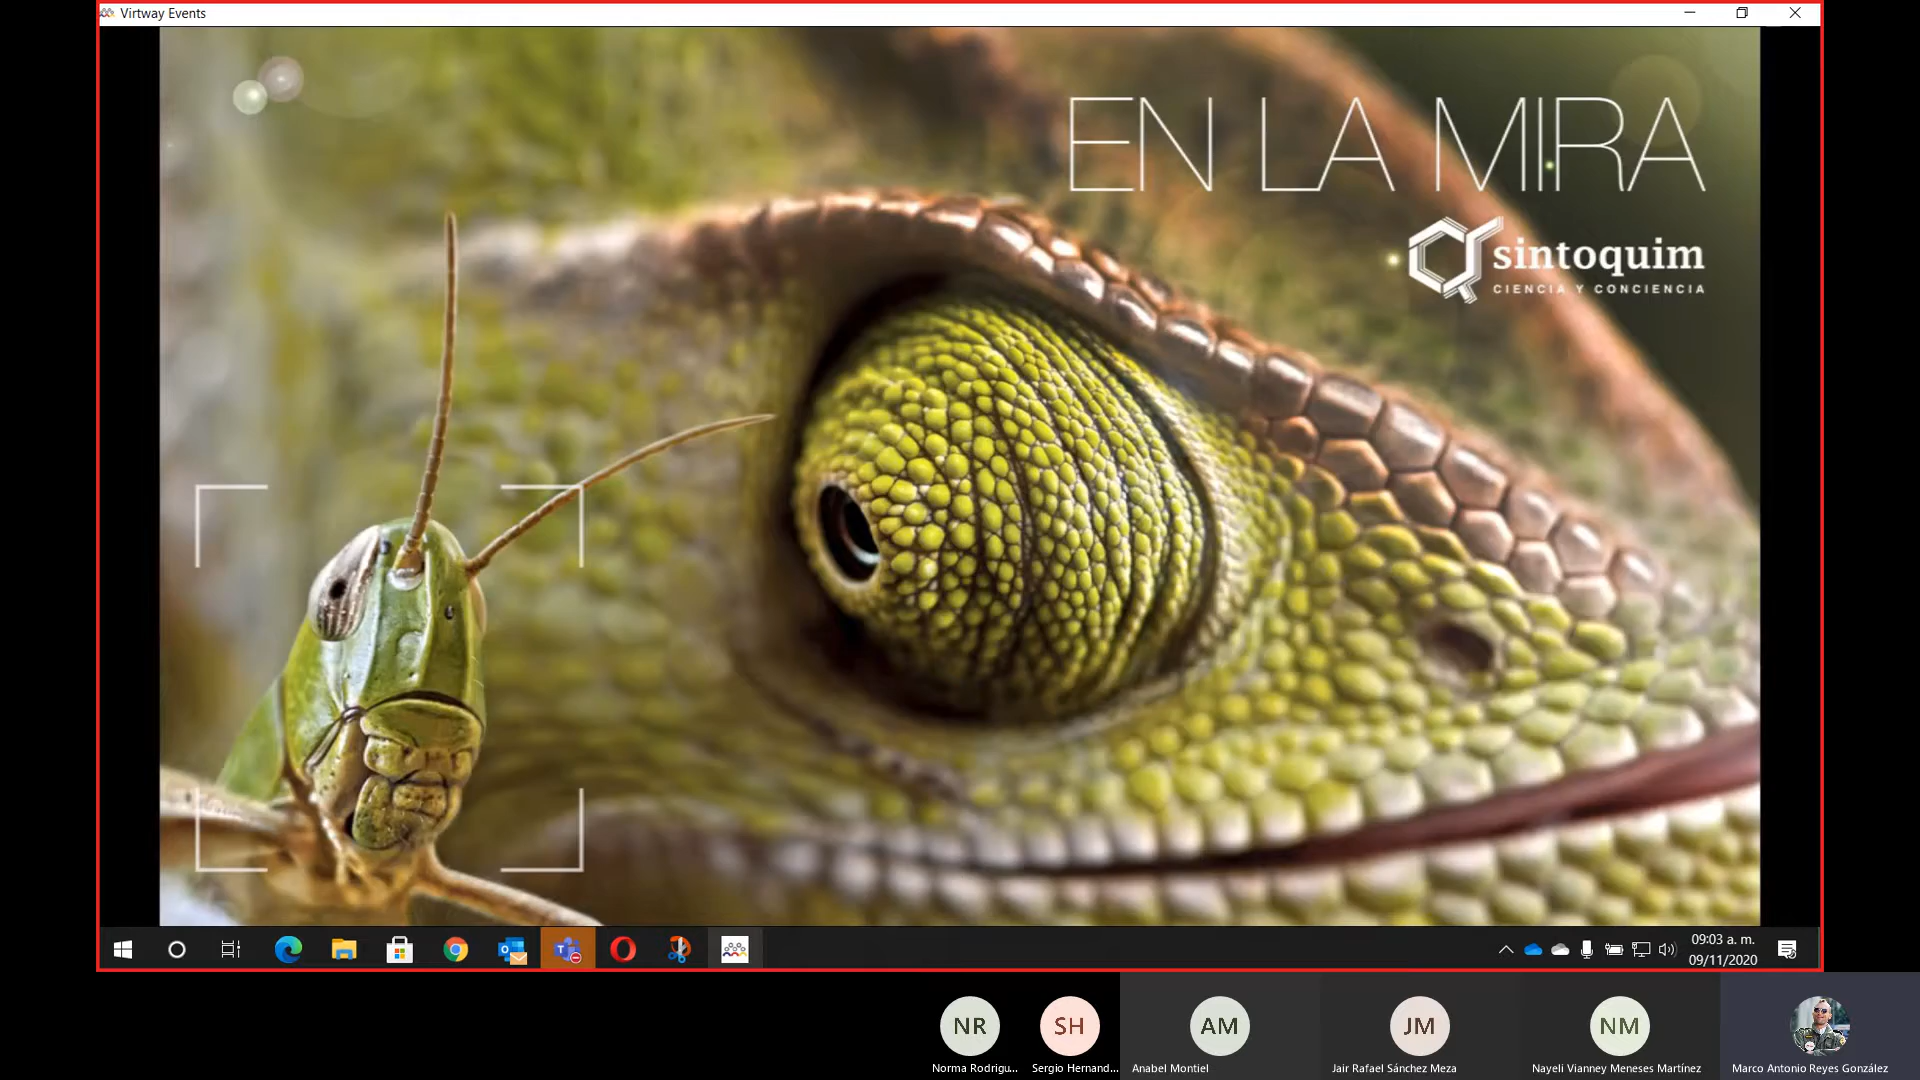 Virtway Events
EN LA MIRA
sintoquim
CIENCIA Y CONCIENCIA
09:03 a. m.
09/11/2020
NR
SH
AM
JM
NM
Norma Rodrigu...
Sergio Hernand...
Anabel Montiel
Jair Rafael Sánchez Meza
Nayeli Vianney Meneses Martínez
Marco Antonio Reyes González